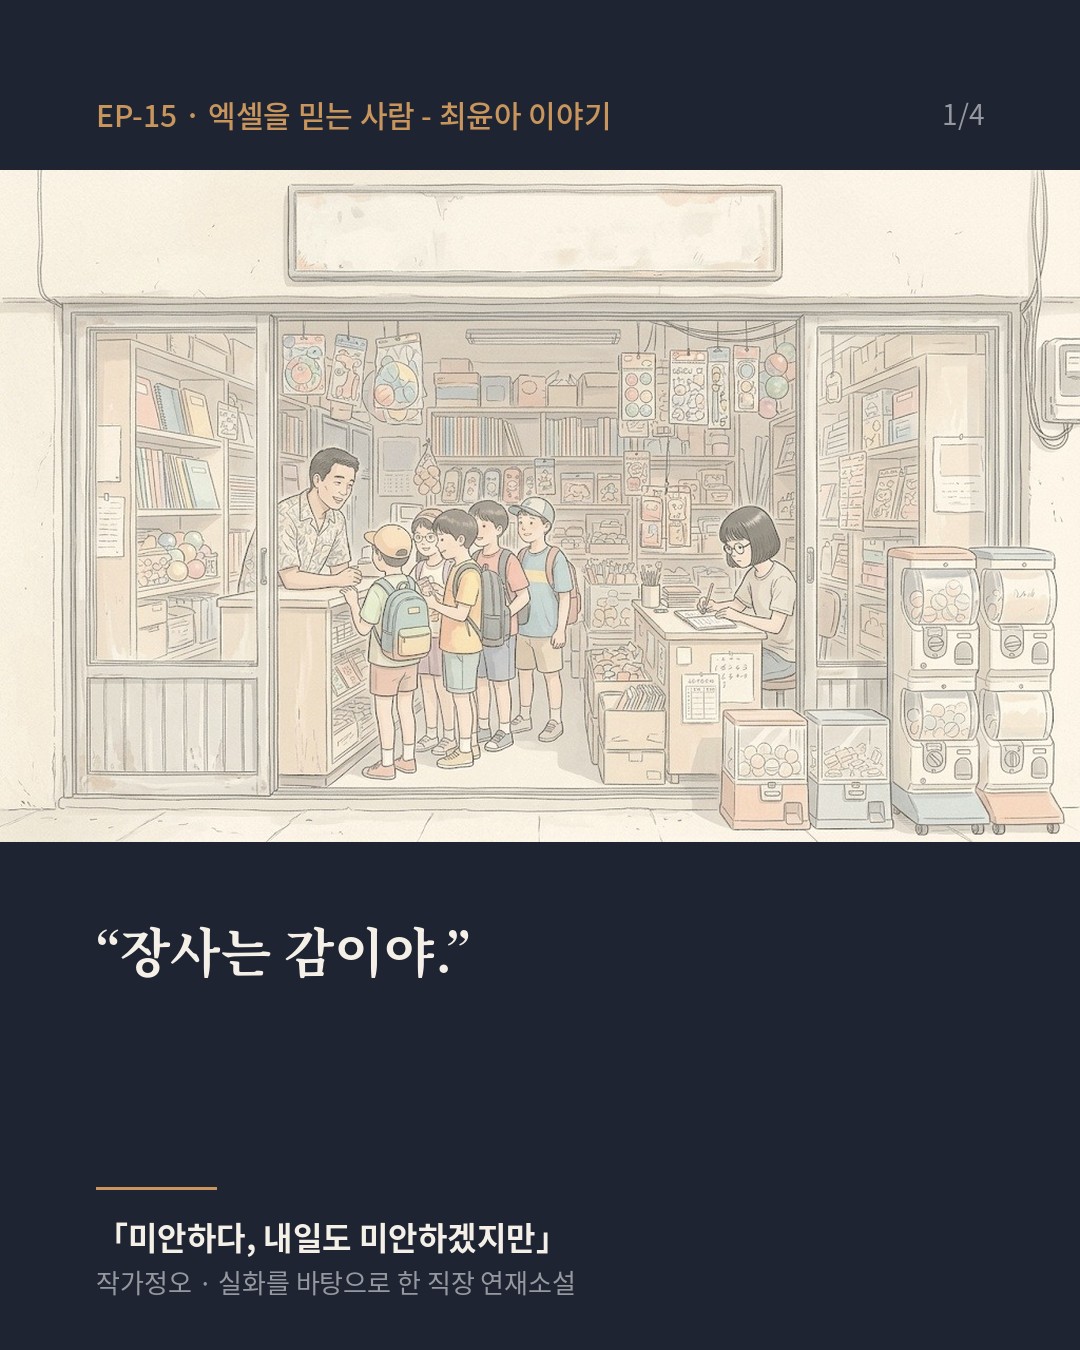 EP-15 · 엑셀을 믿는 사람 - 최윤아 이야기
1/4
“장사는 감이야.”
「미안하다, 내일도 미안하겠지만」
작가정오 · 실화를 바탕으로 한 직장 연재소설